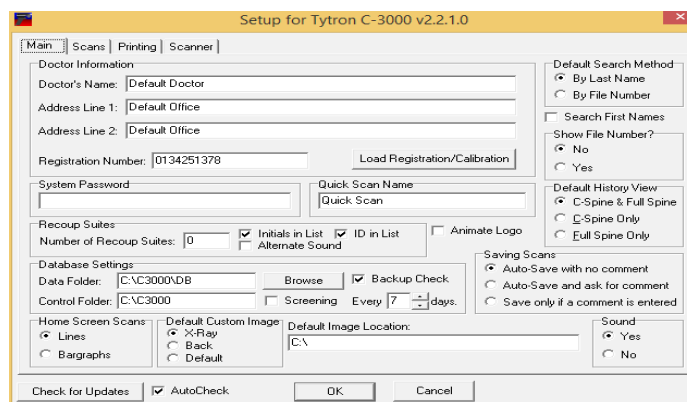 Setup for Tytron C-3000 v2.2.1.0
Main Scans Printing Scanner
Doctor Information
Doctor's Name: Default Doctor
Address Line 1: Default Office
Address Line 2: Default Office
Registration Number: 0134251378 Load Registration/Calibration
System Password
Quick Scan Name
Quick Scan
Recoup Suites
Number of Recoup Suites: 0 Initials in List ID in List
Alternate Sound
Animate Logo
Database Settings
Data Folder: C:\C3000\DB Browse Backup Check
Control Folder: C:\C3000 Screening Every 7 days.
Home Screen Scans
Lines
Bargraphs
Default Custom Image
X-Ray
Back
Default
Default Image Location:
C:\
Default Search Method
By Last Name
By File Number
Search First Names
Show File Number?
No
Yes
Default History View
C-Spine & Full Spine
C-Spine Only
Full Spine Only
Saving Scans
Auto-Save with no comment
Auto-Save and ask for comment
Save only if a comment is entered
Sound
Yes
No
Check for Updates AutoCheck OK Cancel